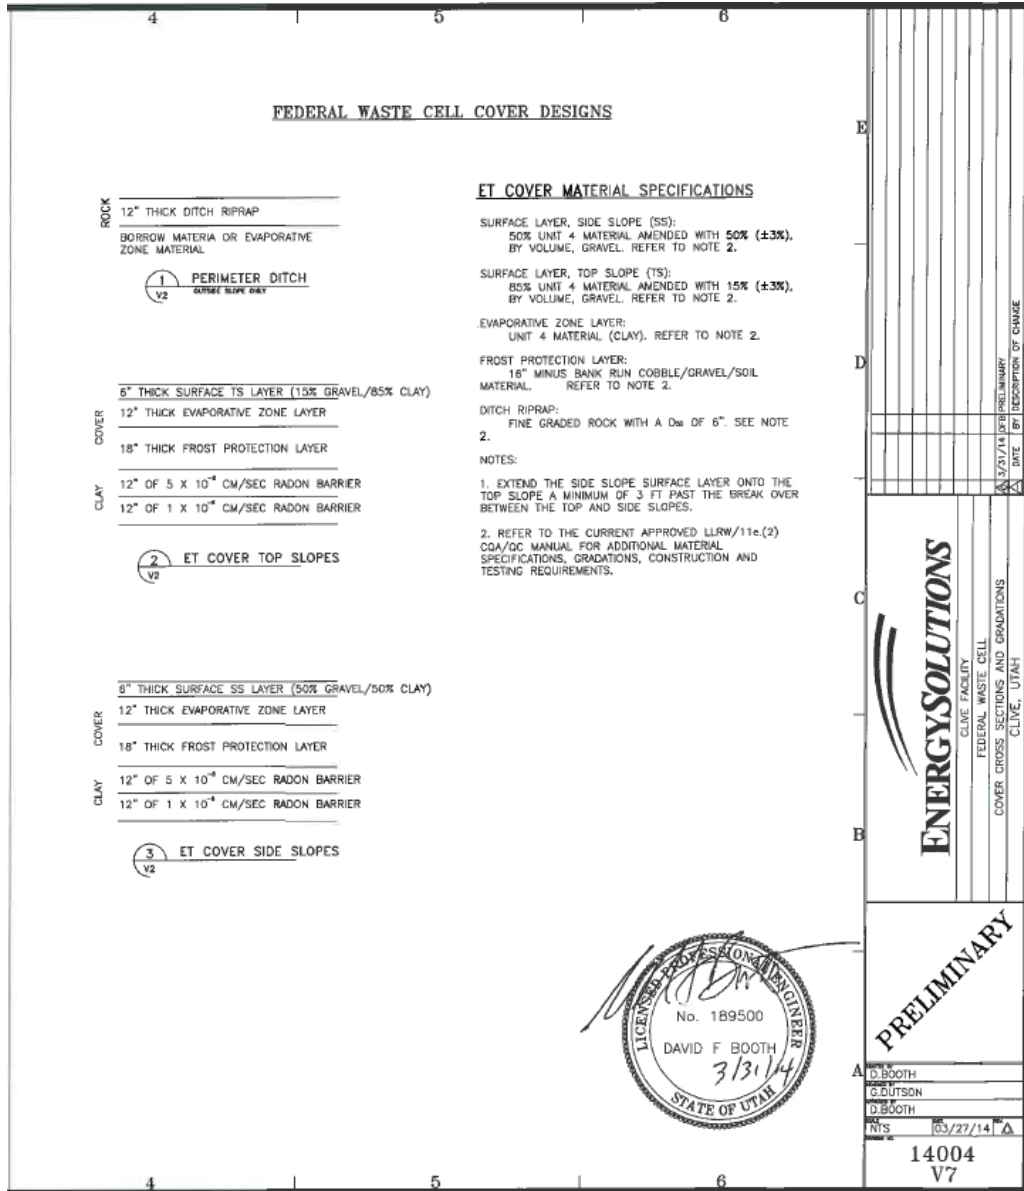 4 5 6
FEDERAL WASTE CELL COVER DESIGNS
E
ROCK
12" THICK DITCH RIPRAP
BORROW MATERIA OR EVAPORATIVE
ZONE MATERIAL
1
V2
PERIMETER DITCH
OUTSIDE SLOPE ONLY
COVER
6" THICK SURFACE TS LAYER (15% GRAVEL/85% CLAY)
12" THICK EVAPORATIVE ZONE LAYER
18" THICK FROST PROTECTION LAYER
CLAY
12" OF 5 X 10⁻⁸ CM/SEC RADON BARRIER
12" OF 1 X 10⁻⁶ CM/SEC RADON BARRIER
2
V2
ET COVER TOP SLOPES
COVER
6" THICK SURFACE SS LAYER (50% GRAVEL/50% CLAY)
12" THICK EVAPORATIVE ZONE LAYER
18" THICK FROST PROTECTION LAYER
CLAY
12" OF 5 X 10⁻⁸ CM/SEC RADON BARRIER
12" OF 1 X 10⁻⁶ CM/SEC RADON BARRIER
3
V2
ET COVER SIDE SLOPES
ET COVER MATERIAL SPECIFICATIONS
SURFACE LAYER, SIDE SLOPE (SS):
50% UNIT 4 MATERIAL AMENDED WITH 50% (±3%),
BY VOLUME, GRAVEL. REFER TO NOTE 2.
SURFACE LAYER, TOP SLOPE (TS):
85% UNIT 4 MATERIAL AMENDED WITH 15% (±3%),
BY VOLUME, GRAVEL. REFER TO NOTE 2.
EVAPORATIVE ZONE LAYER:
UNIT 4 MATERIAL (CLAY). REFER TO NOTE 2.
FROST PROTECTION LAYER:
16" MINUS BANK RUN COBBLE/GRAVEL/SOIL
MATERIAL. REFER TO NOTE 2.
DITCH RIPRAP:
FINE GRADED ROCK WITH A OF 6". SEE NOTE
2.
NOTES:
1. EXTEND THE SIDE SLOPE SURFACE LAYER ONTO THE
TOP SLOPE A MINIMUM OF 3 FT PAST THE BREAK OVER
BETWEEN THE TOP AND SIDE SLOPES.
2. REFER TO THE CURRENT APPROVED LLRW/11e.(2)
CQA/QC MANUAL FOR ADDITIONAL MATERIAL
SPECIFICATIONS, GRADATIONS, CONSTRUCTION AND
TESTING REQUIREMENTS.
D
C
B
A
3/31/14 DFB PRELIMINARY
DATE BY DESCRIPTION OF CHANGE
ENERGYSOLUTIONS
CLIVE FACILITY
FEDERAL WASTE CELL
COVER CROSS SECTIONS AND GRADATIONS
CLIVE, UTAH
PRELIMINARY
LICENSED PROFESSIONAL ENGINEER
No. 189500
DAVID F BOOTH
3/31/14
STATE OF UTAH
D.BOOTH
G.DUTSON
D.BOOTH
NTS
03/27/14
14004
V7
4 5 6